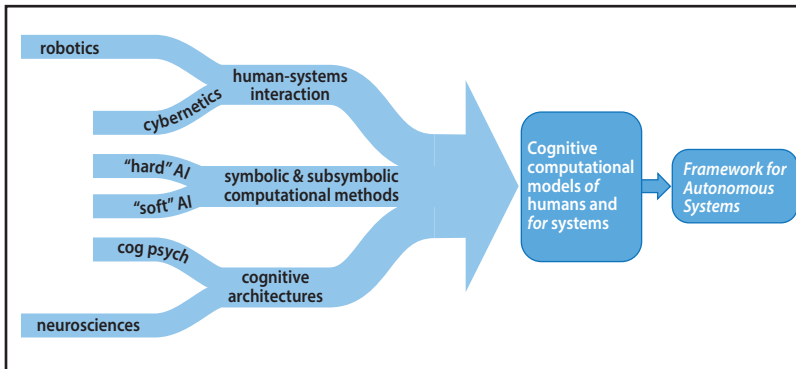 robotics
human-systems
interaction
cybernetics
"hard" AI
symbolic & subsymbolic
computational methods
"soft" AI
cog psych
cognitive
architectures
neurosciences
Cognitive
computational
models of
humans and
for systems
Framework for
Autonomous
Systems